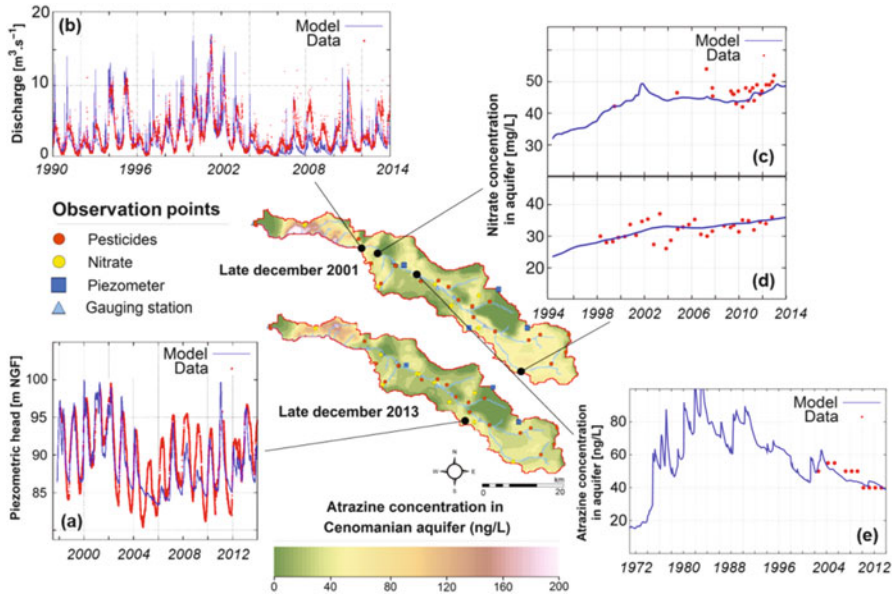 (b)
Model
Data
Discharge [m³.s⁻¹]
20
10
0
1990
1996
2002
2008
2014
Model
Data
50
40
30
(c)
Nitrate concentration
in aquifer [mg/L]
40
30
20
(d)
1994
1998
2002
2006
2010
2014
Observation points
Pesticides
Nitrate
Piezometer
Gauging station
Late december 2001
Late december 2013
Model
Data
Piezometric head [m NGF]
100
95
90
85
(a)
2000
2004
2008
2012
N
E
S
km
0
20
Atrazine concentration in
Cenomanian aquifer (ng/L)
0
40
80
120
160
200
Model
Data
Atrazine concentration
in aquifer [ng/L]
80
60
40
20
(e)
1972
1980
1988
1996
2004
2012